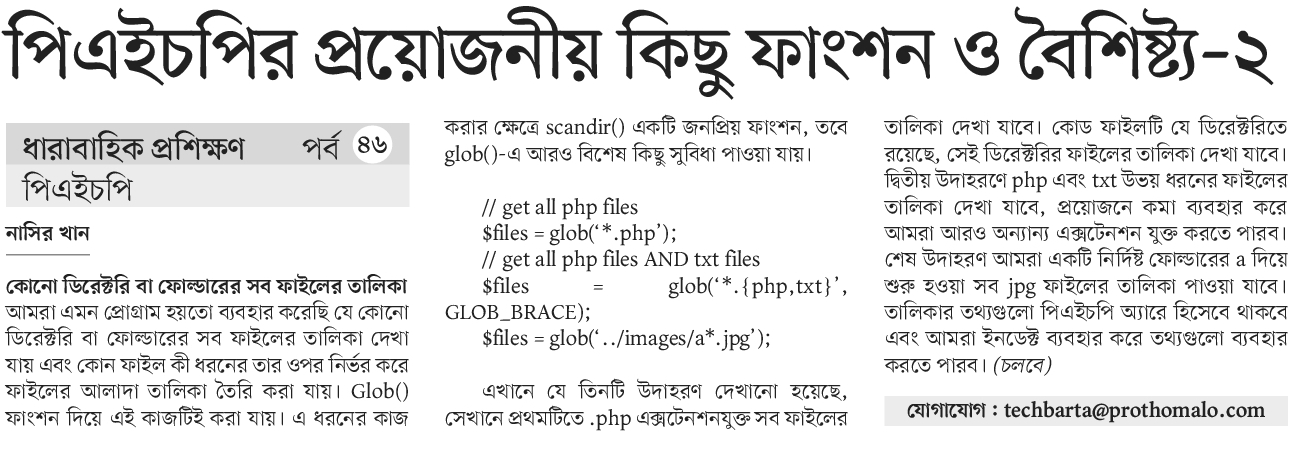 পিএইচপির প্রয়োজনীয় কিছু ফাংশন ও বৈশিষ্ট্য-২
ধারাবাহিক প্রশিক্ষণ পর্ব ৪৬
পিএইচপি
নাসির খান
কোনো ডিরেক্টরি বা ফোল্ডারের সব ফাইলের তালিকা
আমরা এমন প্রোগ্রাম হয়তো ব্যবহার করেছি যে কোনো
ডিরেক্টরি বা ফোল্ডারের সব ফাইলের তালিকা দেখা
যায় এবং কোন ফাইল কী ধরনের তার ওপর নির্ভর করে
ফাইলের আলাদা তালিকা তৈরি করা যায়। Glob()
ফাংশন দিয়ে এই কাজটিই করা যায়। এ ধরনের কাজ
করার ক্ষেত্রে scandir() একটি জনপ্রিয় ফাংশন, তবে
glob()-এ আরও বিশেষ কিছু সুবিধা পাওয়া যায়।
// get all php files
$files = glob(‘*.php’);
// get all php files AND txt files
$files = glob(‘*.{php,txt}’,
GLOB_BRACE);
$files = glob(‘../images/a*.jpg’);
এখানে যে তিনটি উদাহরণ দেখানো হয়েছে,
সেখানে প্রথমটিতে .php এক্সটেনশনযুক্ত সব ফাইলের
তালিকা দেখা যাবে। কোড ফাইলটি যে ডিরেক্টরিতে
রয়েছে, সেই ডিরেক্টরির ফাইলের তালিকা দেখা যাবে।
দ্বিতীয় উদাহরণে php এবং txt উভয় ধরনের ফাইলের
তালিকা দেখা যাবে, প্রয়োজনে কমা ব্যবহার করে
আমরা আরও অন্যান্য এক্সটেনশন যুক্ত করতে পারব।
শেষ উদাহরণ আমরা একটি নির্দিষ্ট ফোল্ডারের a দিয়ে
শুরু হওয়া সব jpg ফাইলের তালিকা পাওয়া যাবে।
তালিকার তথ্যগুলো পিএইচপি অ্যারে হিসেবে থাকবে
এবং আমরা ইনডেক্স ব্যবহার করে তথ্যগুলো ব্যবহার
করতে পারব। (চলবে)
যোগাযোগ : techbarta@prothomalo.com